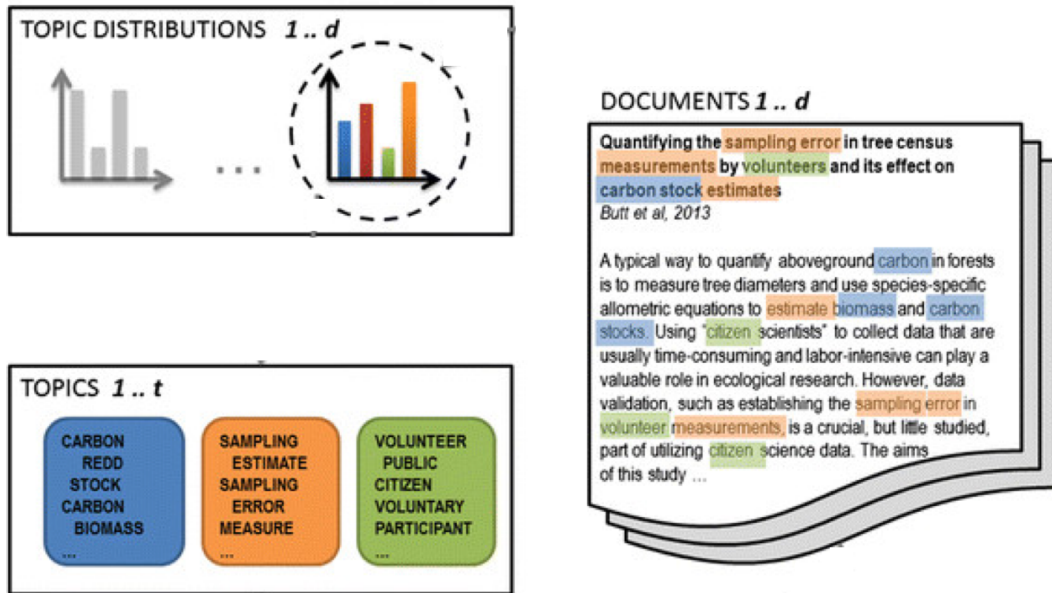 TOPIC DISTRIBUTIONS 1 .. d
...
TOPICS 1 .. t
CARBON
REDD
STOCK
CARBON
BIOMASS
...
SAMPLING
ESTIMATE
SAMPLING
ERROR
MEASURE
...
VOLUNTEER
PUBLIC
CITIZEN
VOLUNTARY
PARTICIPANT
...
DOCUMENTS 1 .. d
Quantifying the sampling error in tree census
measurements by volunteers and its effect on
carbon stock estimates
Butt et al, 2013
A typical way to quantify aboveground carbon in forests
is to measure tree diameters and use species-specific
allometric equations to estimate biomass and carbon
stocks. Using "citizen scientists" to collect data that are
usually time-consuming and labor-intensive can play a
valuable role in ecological research. However, data
validation, such as establishing the sampling error in
volunteer measurements, is a crucial, but little studied,
part of utilizing citizen science data. The aims
of this study ...